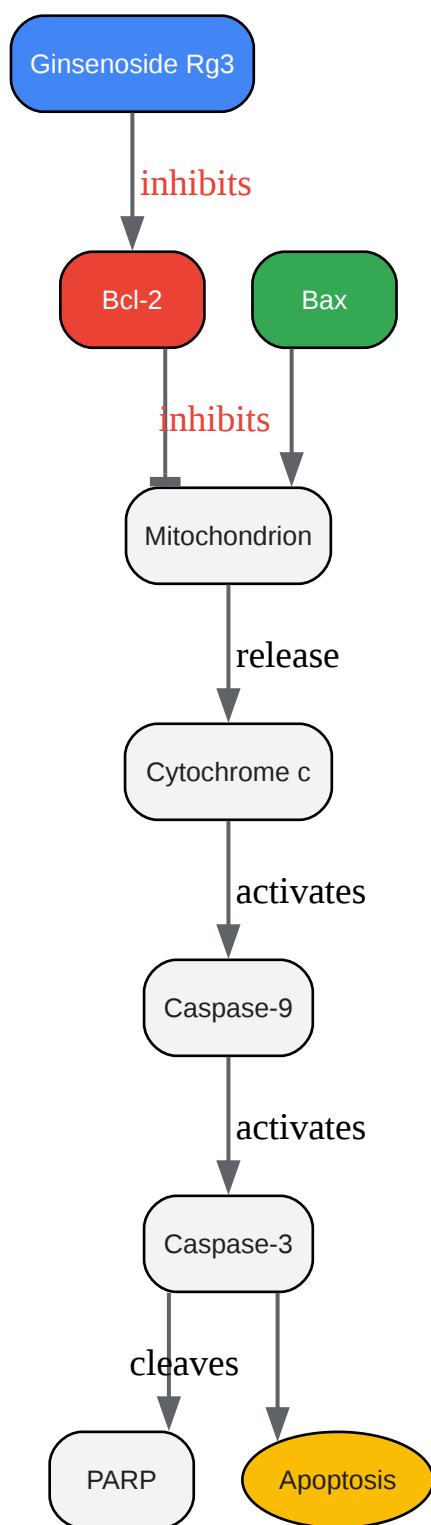 Ginsenoside Rg3
inhibits
Bcl-2
Bax
inhibits
Mitochondrion
release
Cytochrome c
activates
Caspase-9
activates
Caspase-3
cleaves
PARP
Apoptosis